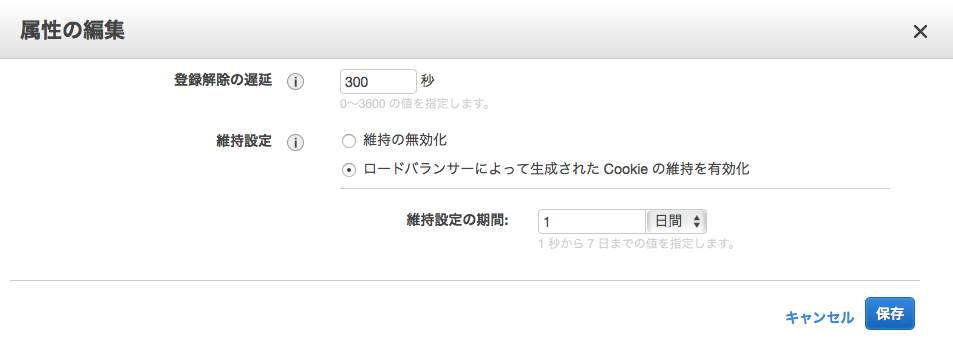 属性の編集
登録解除の遅延 300 秒
0～3600 の値を指定します。
維持設定 維持の無効化
ロードバランサーによって生成された Cookie の維持を有効化
維持設定の期間: 1 日間
1 秒から 7 日までの値を指定します。
キャンセル 保存